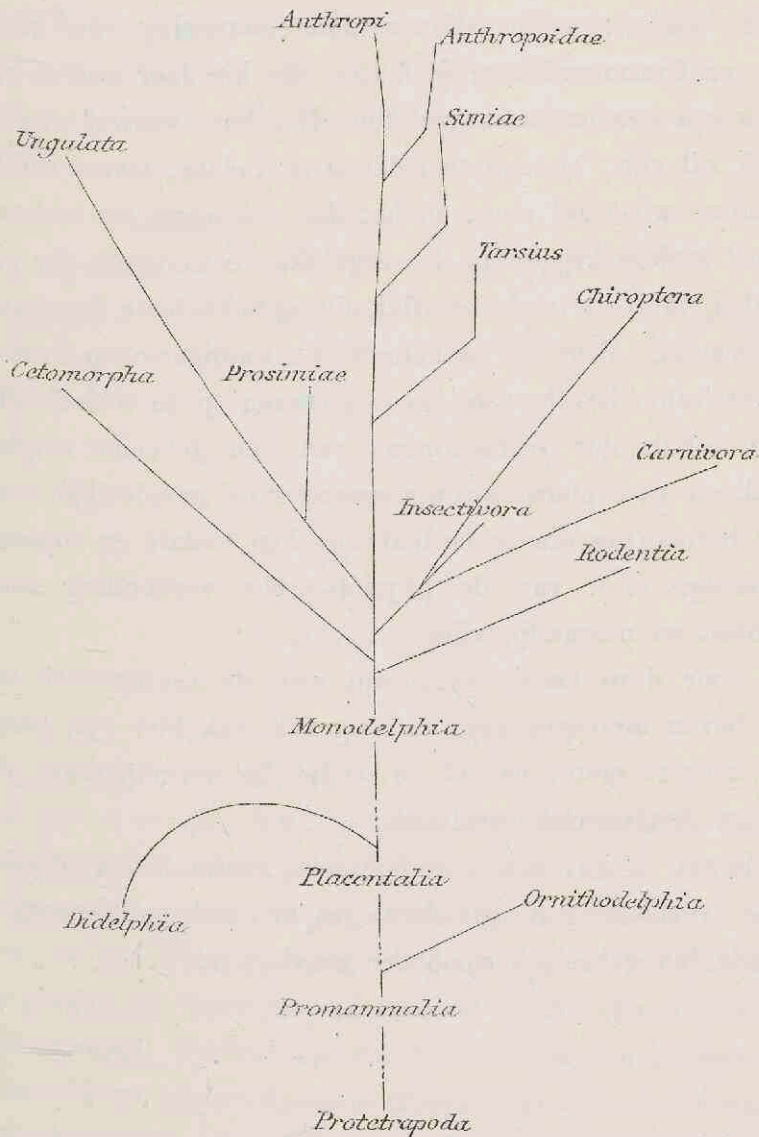 Anthropi
Anthropoidae
Simiae
Ungulata
Tarsius
Chiroptera
Cetomorpha
Prosimiae
Carnivora
Insectivora
Rodentia
Monodelphia
Placentalia
Ornithodelphia
Didelphia
Promammalia
Protetrapoda